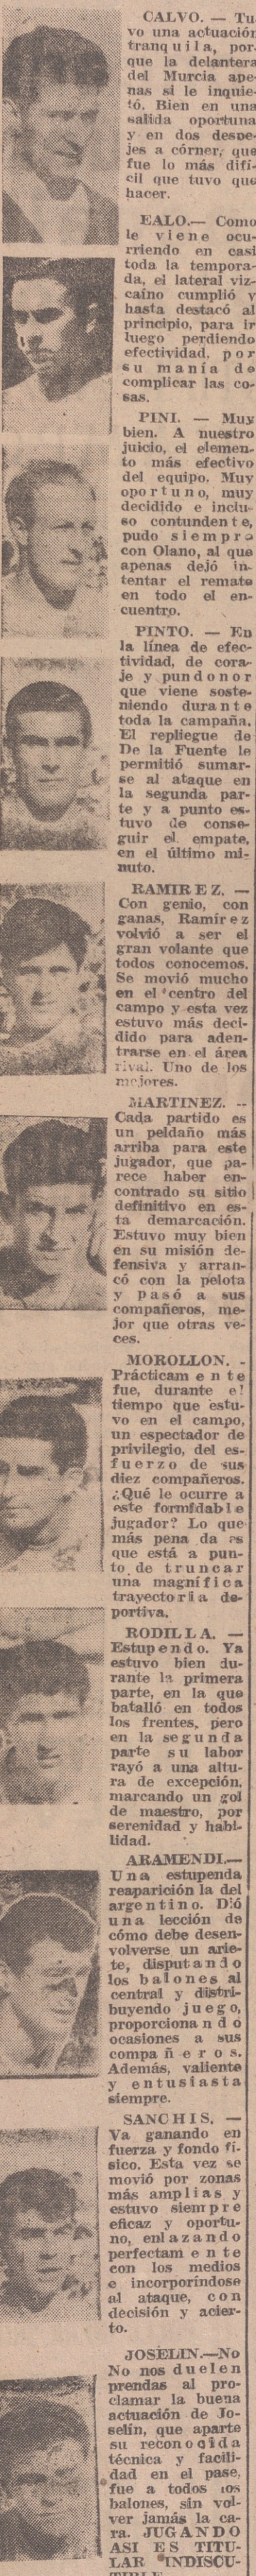 CALVO. — Tu-
vo una actuación
tranquila, por-
que la delantera
del Murcia ape-
nas si le inquie-
tó. Bien en una
salida oportuna
y en dos despe-
jes a córner, que
fue lo más difí-
cil que tuvo que
hacer.
EALO.— Como
le viene ocu-
rriendo en casi
toda la tempora-
da, el lateral viz-
caíno cumplió y
hasta destacó al
principio, para ir
luego perdiendo
efectividad, por
su manía de
complicar las co-
sas.
PINI. — Muy
bien. A nuestro
juicio, el elemen-
to más efectivo
del equipo. Muy
oportuno, muy
decidido e inclu-
so contundente,
pudo siempre
con Olano, al que
apenas dejó in-
tentar el remate
en todo el en-
cuentro.
PINTO. — En
la línea de efec-
tividad, de cora-
je y pundonor
que viene soste-
niendo durante
toda la campaña.
El repliegue de
De la Fuente le
permitió sumar-
se al ataque en
la segunda par-
te y a punto es-
tuvo de conse-
guir el empate,
en el último mi-
nuto.
RAMIREZ. —
Con genio, con
ganas, Ramírez
volvió a ser el
gran volante que
todos conocemos.
Se movió mucho
en el centro del
campo y esta vez
estuvo más deci-
dido para aden-
trarse en el área
rival. Uno de los
mejores.
MARTINEZ. --
Cada partido es
un peldaño más
arriba para este
jugador, que pa-
rece haber en-
contrado su sitio
definitivo en es-
ta demarcación.
Estuvo muy bien
en su misión de-
fensiva y arran-
có con la pelota
y pasó a sus
compañeros, me-
jor que otras ve-
ces.
MOROLLON. -
Prácticamente
fue, durante el
tiempo que estu-
vo en el campo,
un espectador de
privilegio, del es-
fuerzo de sus
diez compañeros.
¿Qué le ocurre a
este formidable
jugador? Lo que
más pena da es
que está a pun-
to de truncar
una magnífica
trayectoria de-
portiva.
RODILLA. —
Estupendo. Ya
estuvo bien du-
rante la primera
parte, en la que
batalló en todos
los frentes, pero
en la segunda
parte su labor
rayó a una altu-
ra de excepción,
marcando un gol
de maestro, por
serenidad y habi-
lidad.
ARAMENDI.—
Una estupenda
reaparición la del
argentino. Dió
una lección de
cómo debe desen-
volverse un arie-
te, disputando
los balones al
central y distri-
buyendo juego,
proporcionando
ocasiones a sus
compañeros.
Además, valiente
y entusiasta
siempre.
SANCHIS. —
Va ganando en
fuerza y fondo fí-
sico. Esta vez se
movió por zonas
más amplias y
estuvo siempre
eficaz y oportu-
no, enlazando
perfectamente
con los medios
e incorporíndose
al ataque, con
decisión y acier-
to.
JOSELIN.—No
No nos duelen
prendas al pro-
clamar la buena
actuación de Jo-
selín, que aparte
su reconocida
técnica y facili-
dad en el pase,
fue a todos los
balones, sin vol-
ver jamás la ca-
ra. JUGANDO
ASI ES TITU-
LAR INDISCU-
TIBLE.